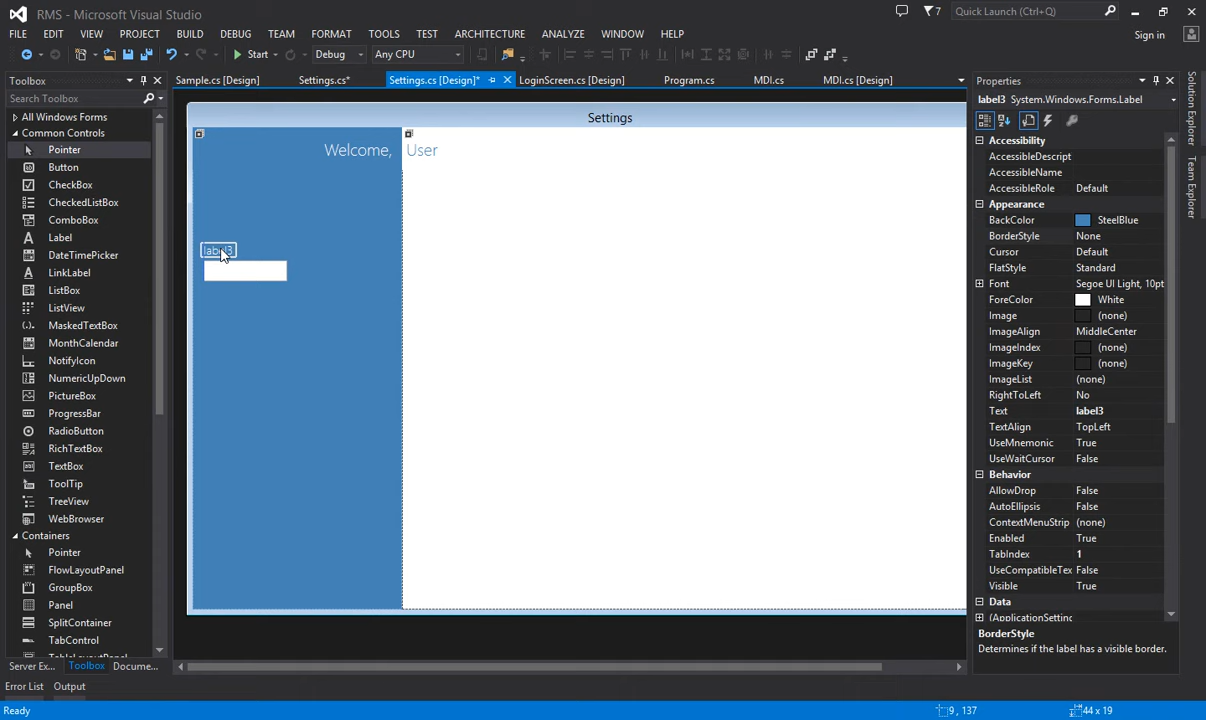 RMS - Microsoft Visual Studio
7
Quick Launch (Ctrl+Q)
FILE EDIT VIEW PROJECT BUILD DEBUG TEAM FORMAT TOOLS TEST ARCHITECTURE ANALYZE WINDOW HELP
Sign in
Start Debug Any CPU
Toolbox
Search Toolbox
All Windows Forms
Common Controls
Pointer
Button
CheckBox
CheckedListBox
ComboBox
Label
DateTimePicker
LinkLabel
ListBox
ListView
MaskedTextBox
MonthCalendar
NotifyIcon
NumericUpDown
PictureBox
ProgressBar
RadioButton
RichTextBox
TextBox
ToolTip
TreeView
WebBrowser
Containers
Pointer
FlowLayoutPanel
GroupBox
Panel
SplitContainer
TabControl
Server Ex... Toolbox Docume...
Error List Output
Sample.cs [Design] Settings.cs* Settings.cs [Design]* LoginScreen.cs [Design] Program.cs MDI.cs MDI.cs [Design]
Settings
Welcome, User
label3
Properties
label3 System.Windows.Forms.Label
Accessibility
AccessibleDescript
AccessibleName
AccessibleRole Default
Appearance
BackColor SteelBlue
BorderStyle None
Cursor Default
FlatStyle Standard
Font Segoe UI Light, 10pt
ForeColor White
Image (none)
ImageAlign MiddleCenter
ImageIndex (none)
ImageKey (none)
ImageList (none)
RightToLeft No
Text label3
TextAlign TopLeft
UseMnemonic True
UseWaitCursor False
Behavior
AllowDrop False
AutoEllipsis False
ContextMenuStrip (none)
Enabled True
TabIndex 1
UseCompatibleTex False
Visible True
Data
(ApplicationSetting
BorderStyle
Determines if the label has a visible border.
Solution Explorer
Team Explorer
Ready
9 , 137
44 x 19